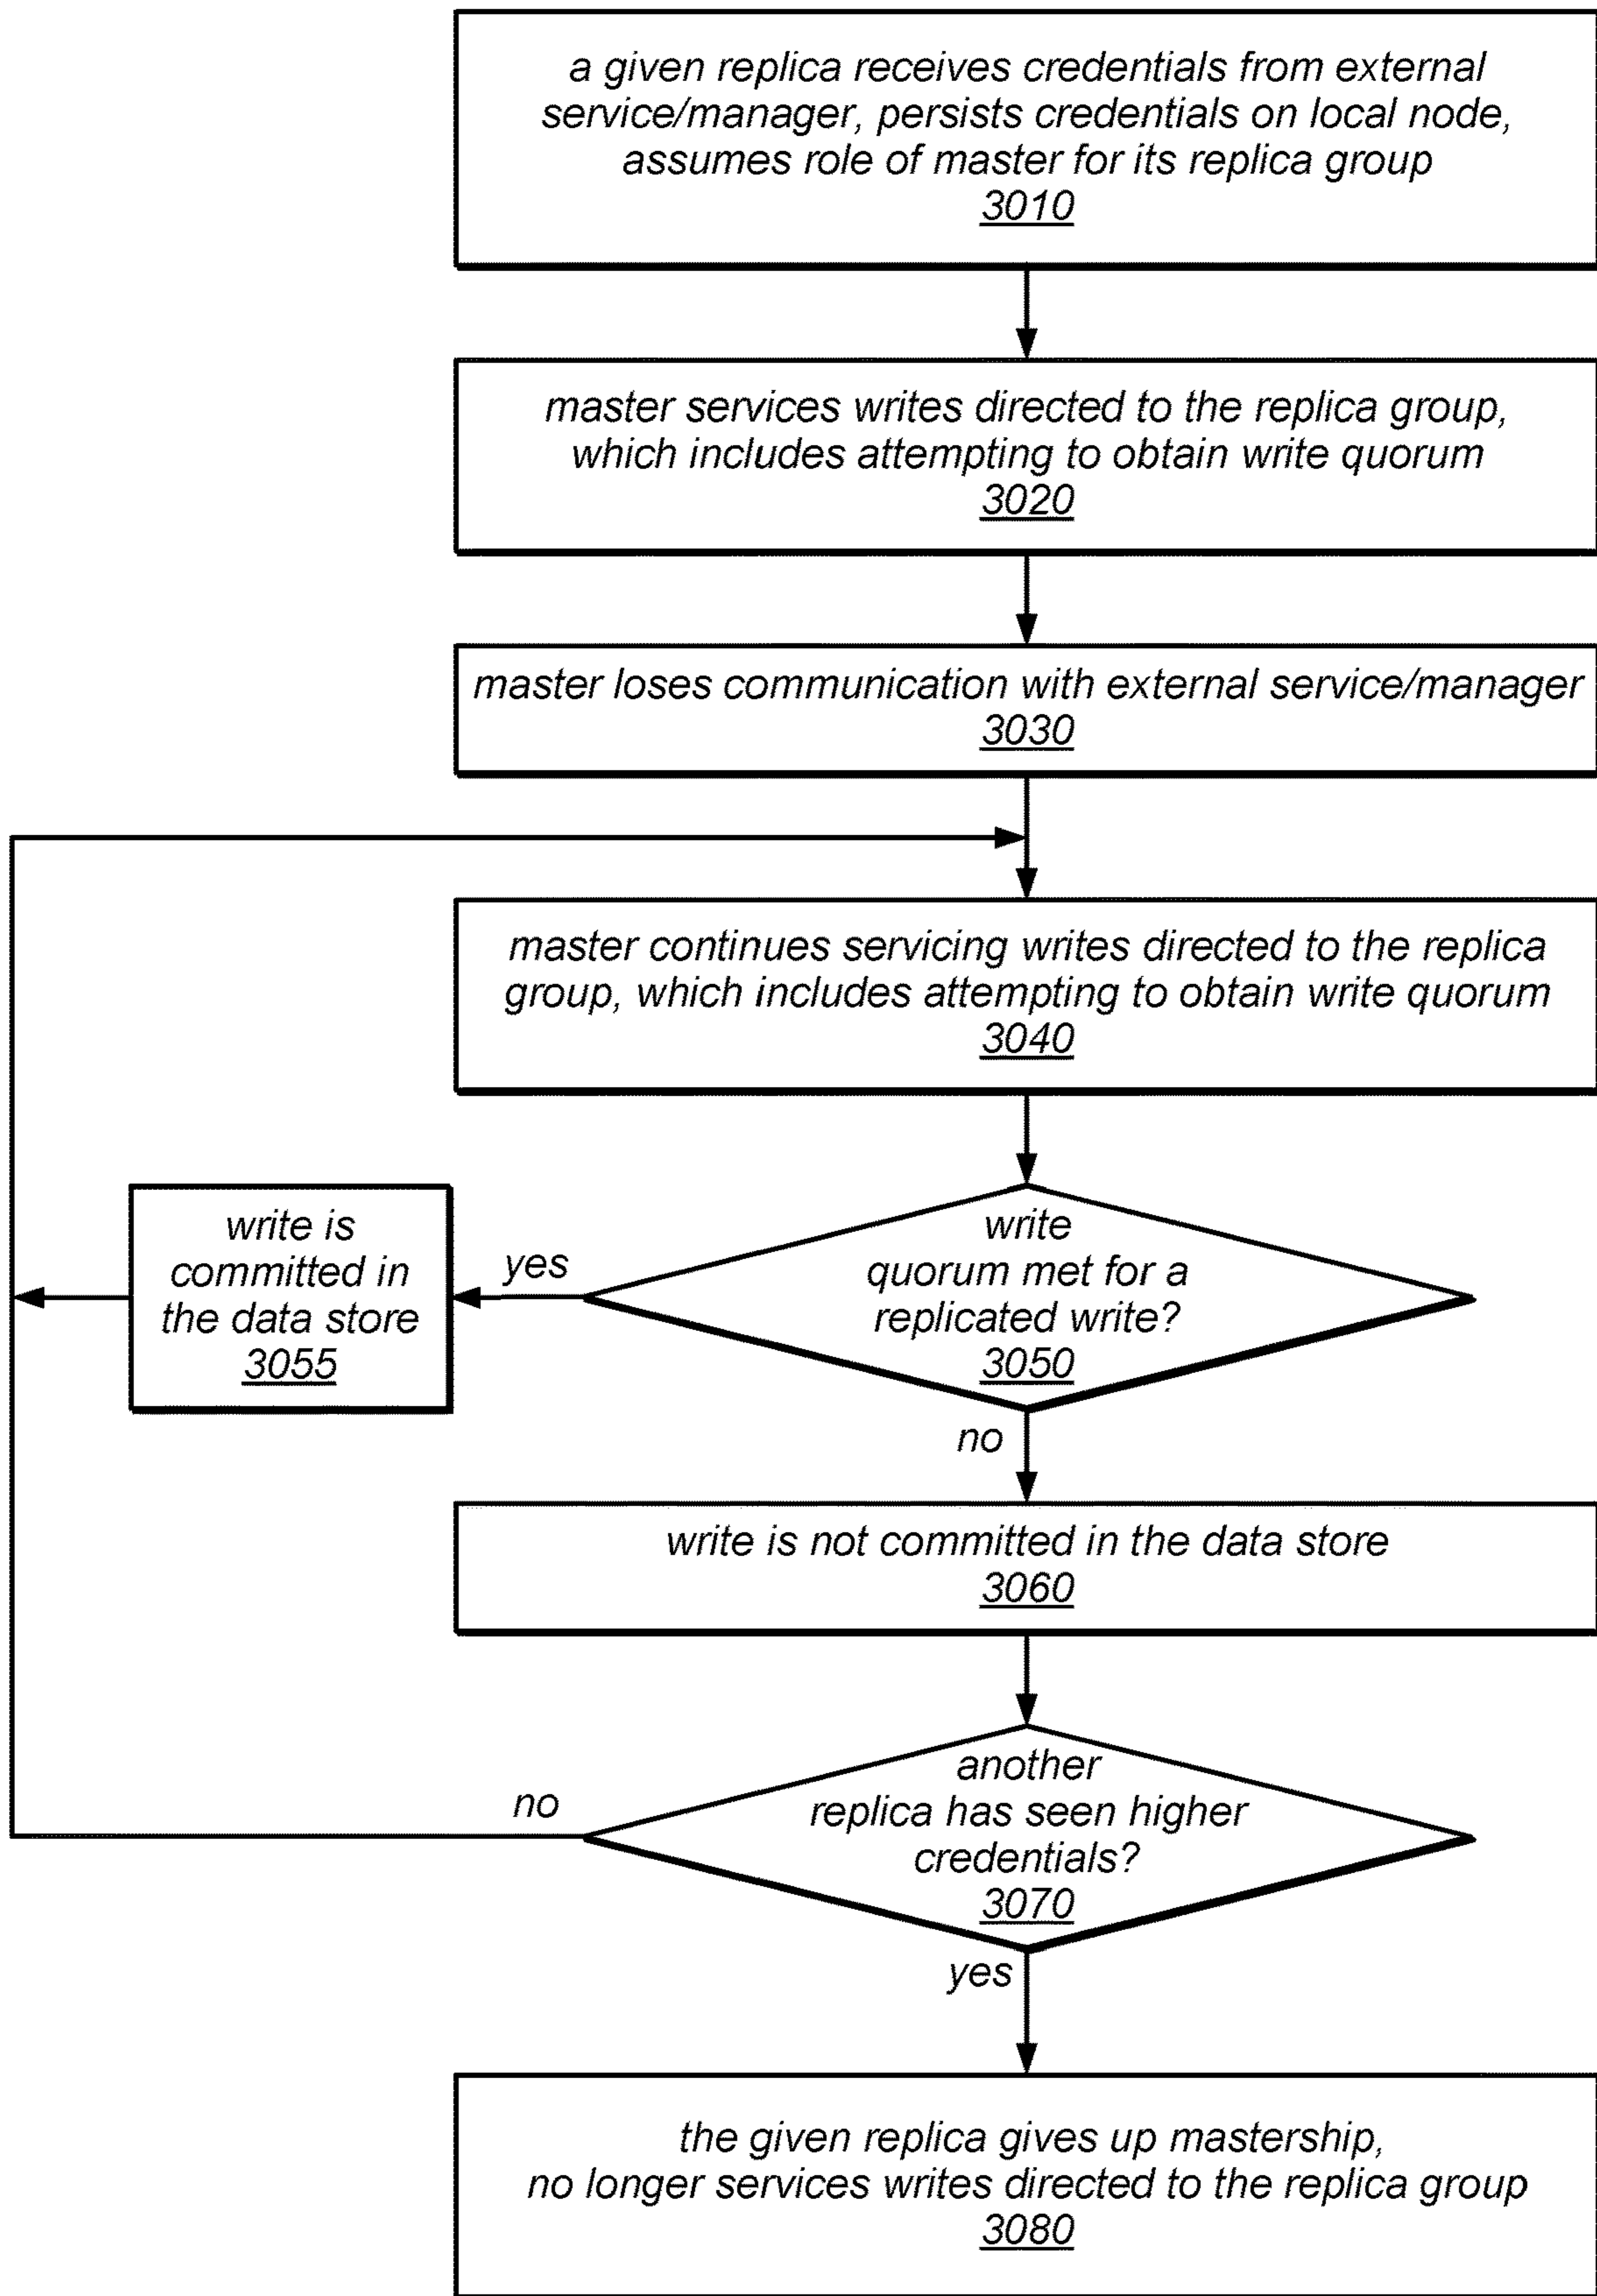 a given replica receives credentials from external
service/manager, persists credentials on local node,
assumes role of master for its replica group
3010
master services writes directed to the replica group,
which includes attempting to obtain write quorum
3020
master loses communication with external service/manager
3030
master continues servicing writes directed to the replica
group, which includes attempting to obtain write quorum
3040
write
quorum met for a
replicated write?
3050
yes
write is
committed in
the data store
3055
no
write is not committed in the data store
3060
another
replica has seen higher
credentials?
3070
no
yes
the given replica gives up mastership,
no longer services writes directed to the replica group
3080